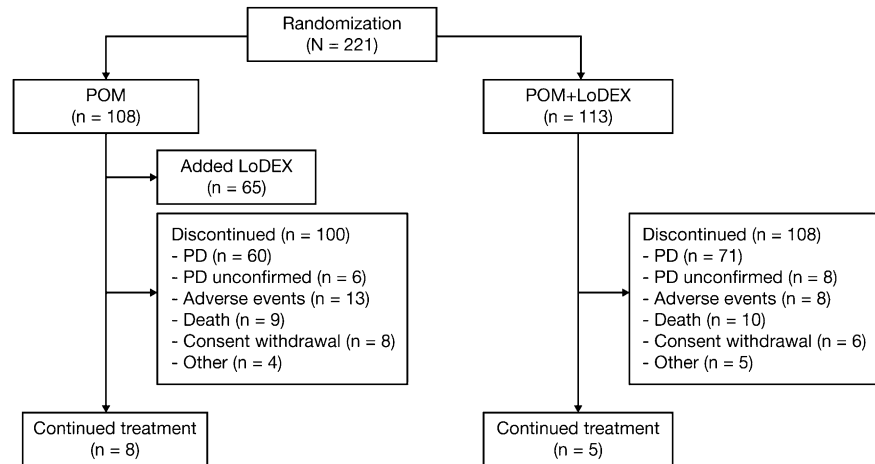 Randomization
(N = 221)
POM
(n = 108)
POM+LoDEX
(n = 113)
Added LoDEX
(n = 65)
Discontinued (n = 100)
- PD (n = 60)
- PD unconfirmed (n = 6)
- Adverse events (n = 13)
- Death (n = 9)
- Consent withdrawal (n = 8)
- Other (n = 4)
Discontinued (n = 108)
- PD (n = 71)
- PD unconfirmed (n = 8)
- Adverse events (n = 8)
- Death (n = 10)
- Consent withdrawal (n = 6)
- Other (n = 5)
Continued treatment
(n = 8)
Continued treatment
(n = 5)